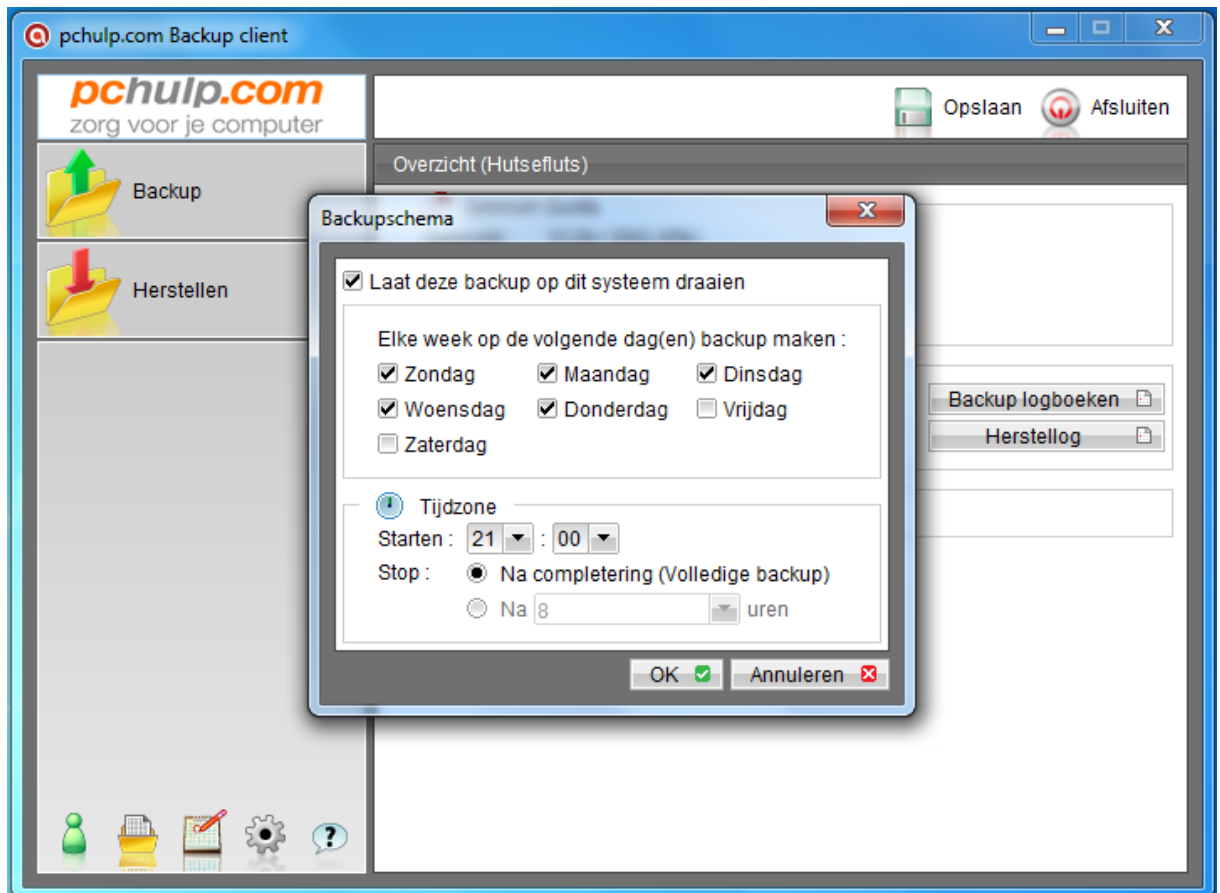 pchulp.com Backup client
pchulp.com
zorg voor je computer
Opslaan
Afsluiten
Overzicht (Hutsefluts)
Backup
Herstellen
Backupschema
Laat deze backup op dit systeem draaien
Elke week op de volgende dag(en) backup maken :
Zondag Maandag Dinsdag
Woensdag Donderdag Vrijdag
Zaterdag
Tijdzone
Starten : 21 : 00
Stop : Na completering (Volledige backup)
Na 8 uren
OK Annuleren
Backup logboeken
Herstellog